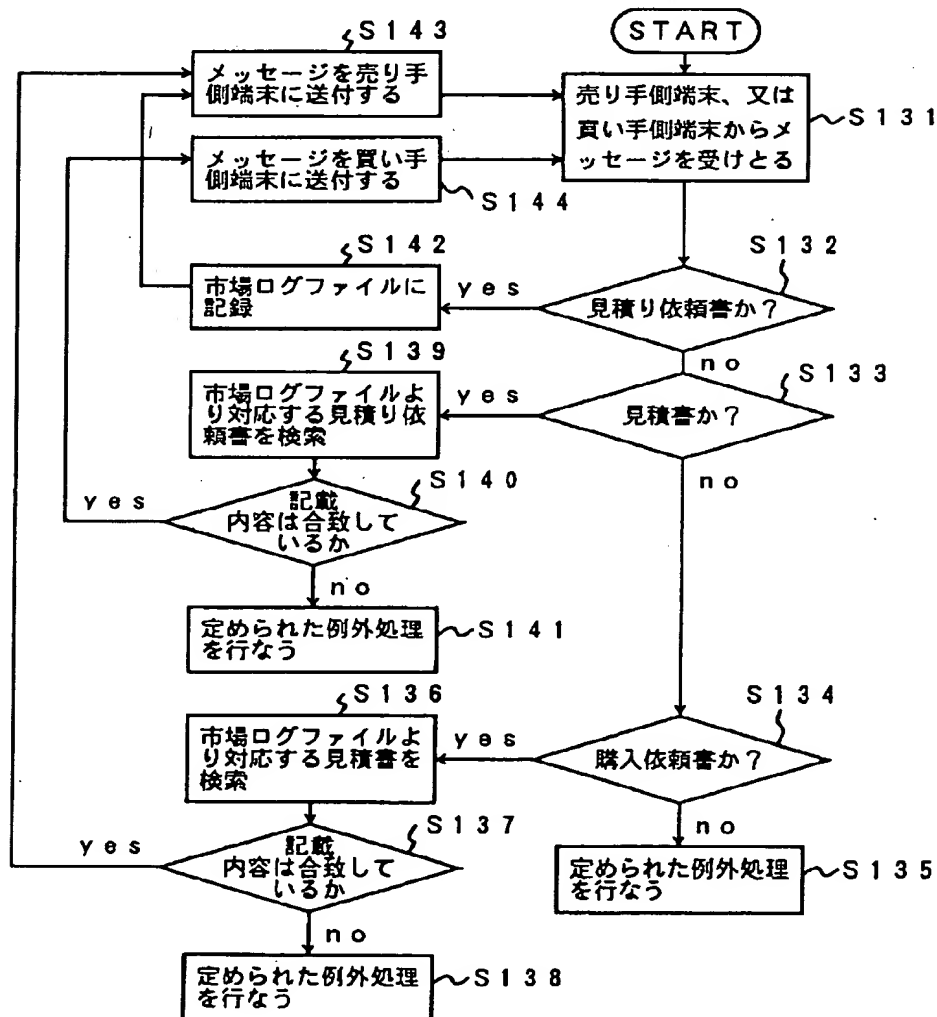 START
S143
メッセージを売り手
側端末に送付する
売り手側端末、又は
買い手側端末からメ
ッセージを受けとる
S131
メッセージを買い手
側端末に送付する
S144
S142
市場ログファイルに
記録
yes
S132
見積り依頼書か？
no
S139
市場ログファイルよ
り対応する見積り依
頼書を検索
yes
S133
見積書か？
no
S140
yes
記載
内容は合致して
いるか
no
定められた例外処理
を行なう
S141
S136
市場ログファイルよ
り対応する見積書を
検索
yes
S134
購入依頼書か？
no
S137
yes
記載
内容は合致して
いるか
no
定められた例外処理
を行なう
S135
定められた例外処理
を行なう
S138